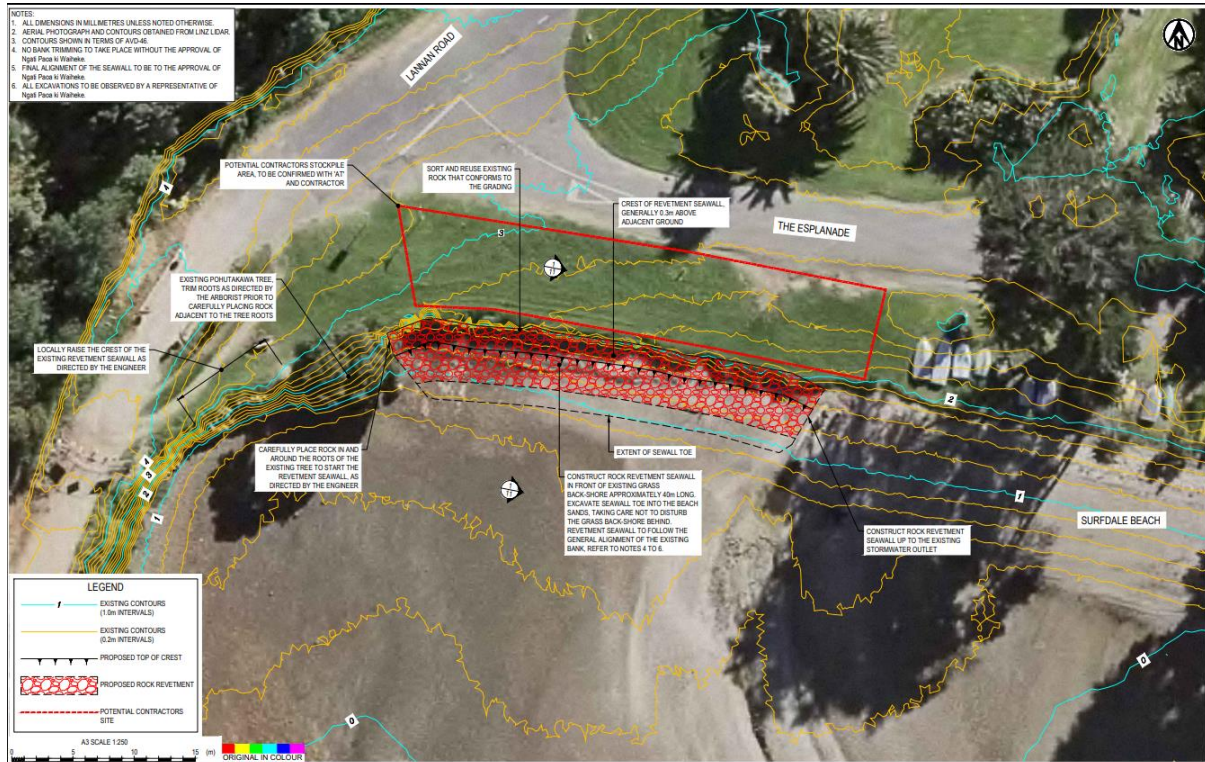 NOTES:
1. ALL DIMENSIONS IN MILLIMETRES UNLESS NOTED OTHERWISE.
2. AERIAL PHOTOGRAPH AND CONTOURS OBTAINED FROM LINZ LIDAR.
3. CONTOURS SHOWN IN TERMS OF AVD-46.
4. NO BANK TRIMMING TO TAKE PLACE WITHOUT THE APPROVAL OF
Ngati Paoa ki Waiheke.
5. FINAL ALIGNMENT OF THE SEAWALL TO BE TO THE APPROVAL OF
Ngati Paoa ki Waiheke.
6. ALL EXCAVATIONS TO BE OBSERVED BY A REPRESENTATIVE OF
Ngati Paoa ki Waiheke.
LANNAN ROAD
N
4
POTENTIAL CONTRACTORS STOCKPILE
AREA, TO BE CONFIRMED WITH 'AT'
AND CONTRACTOR
SORT AND REUSE EXISTING
ROCK THAT CONFORMS TO
THE GRADING
CREST OF REVETMENT SEAWALL,
GENERALLY 0.3m ABOVE
ADJACENT GROUND
THE ESPLANADE
3
EXISTING POHUTAKAWA TREE,
TRIM ROOTS AS DIRECTED BY
THE ARBORIST PRIOR TO
CAREFULLY PLACING ROCK
ADJACENT TO THE TREE ROOTS
LOCALLY RAISE THE CREST OF THE
EXISTING REVETMENT SEAWALL AS
DIRECTED BY THE ENGINEER
2
CAREFULLY PLACE ROCK IN AND
AROUND THE ROOTS OF THE
EXISTING TREE TO START THE
REVETMENT SEAWALL, AS
DIRECTED BY THE ENGINEER
EXTENT OF SEWALL TOE
4
3
2
1
CONSTRUCT ROCK REVETMENT SEAWALL
IN FRONT OF EXISTING GRASS
BACK-SHORE APPROXIMATELY 40m LONG.
EXCAVATE SEAWALL TOE INTO THE BEACH
SANDS, TAKING CARE NOT TO DISTURB
THE GRASS BACK-SHORE BEHIND.
REVETMENT SEAWALL TO FOLLOW THE
GENERAL ALIGNMENT OF THE EXISTING
BANK, REFER TO NOTES 4 TO 6.
1
SURFDALE BEACH
CONSTRUCT ROCK REVETMENT
SEAWALL UP TO THE EXISTING
STORMWATER OUTLET
LEGEND
1
EXISTING CONTOURS
(1.0m INTERVALS)
EXISTING CONTOURS
(0.2m INTERVALS)
PROPOSED TOP OF CREST
PROPOSED ROCK REVETMENT
POTENTIAL CONTRACTORS
SITE
0
0
A3 SCALE 1:250
0 5 10 15 (m)
ORIGINAL IN COLOUR